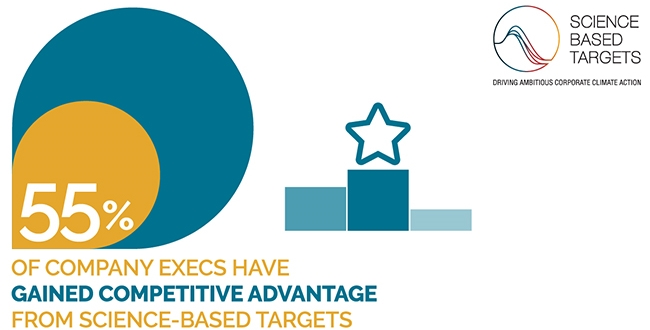 SCIENCE
BASED
TARGETS
DRIVING AMBITIOUS CORPORATE CLIMATE ACTION
55%
OF COMPANY EXECS HAVE
GAINED COMPETITIVE ADVANTAGE
FROM SCIENCE-BASED TARGETS